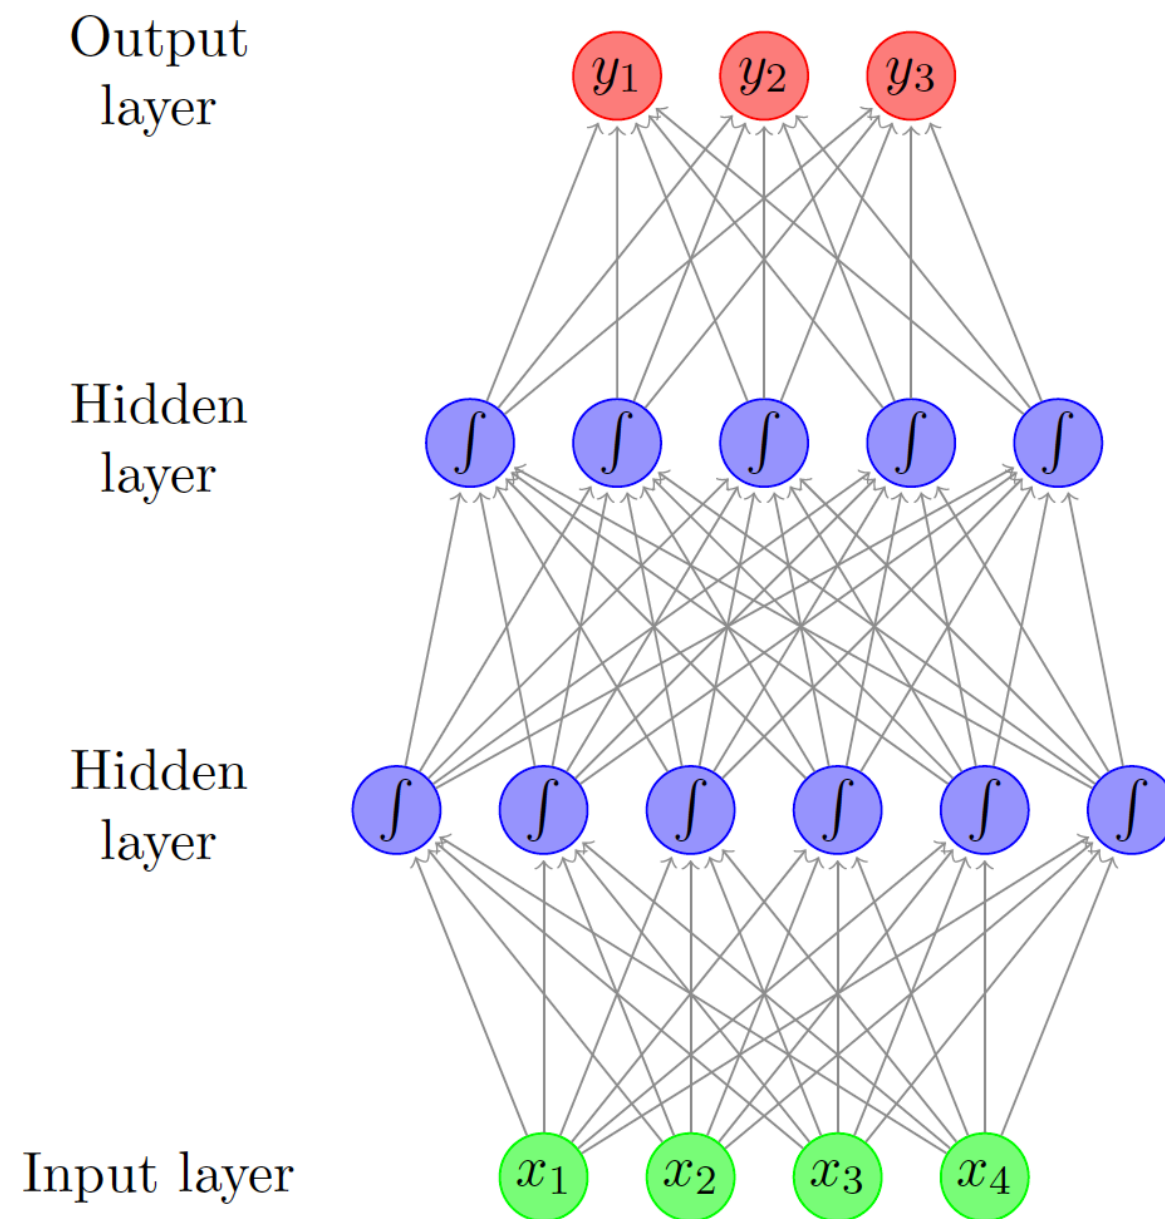 Output
layer
y1 y2 y3
Hidden
layer
∫ ∫ ∫ ∫ ∫
Hidden
layer
∫ ∫ ∫ ∫ ∫ ∫
Input layer
x1 x2 x3 x4